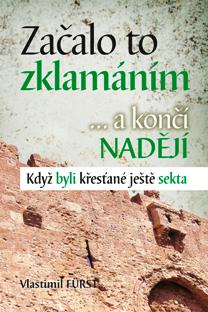 Začalo to
zklamáním
... a končí
NADĚJÍ
Když byli křesťané ještě sekta
Vlastimil FÜRST